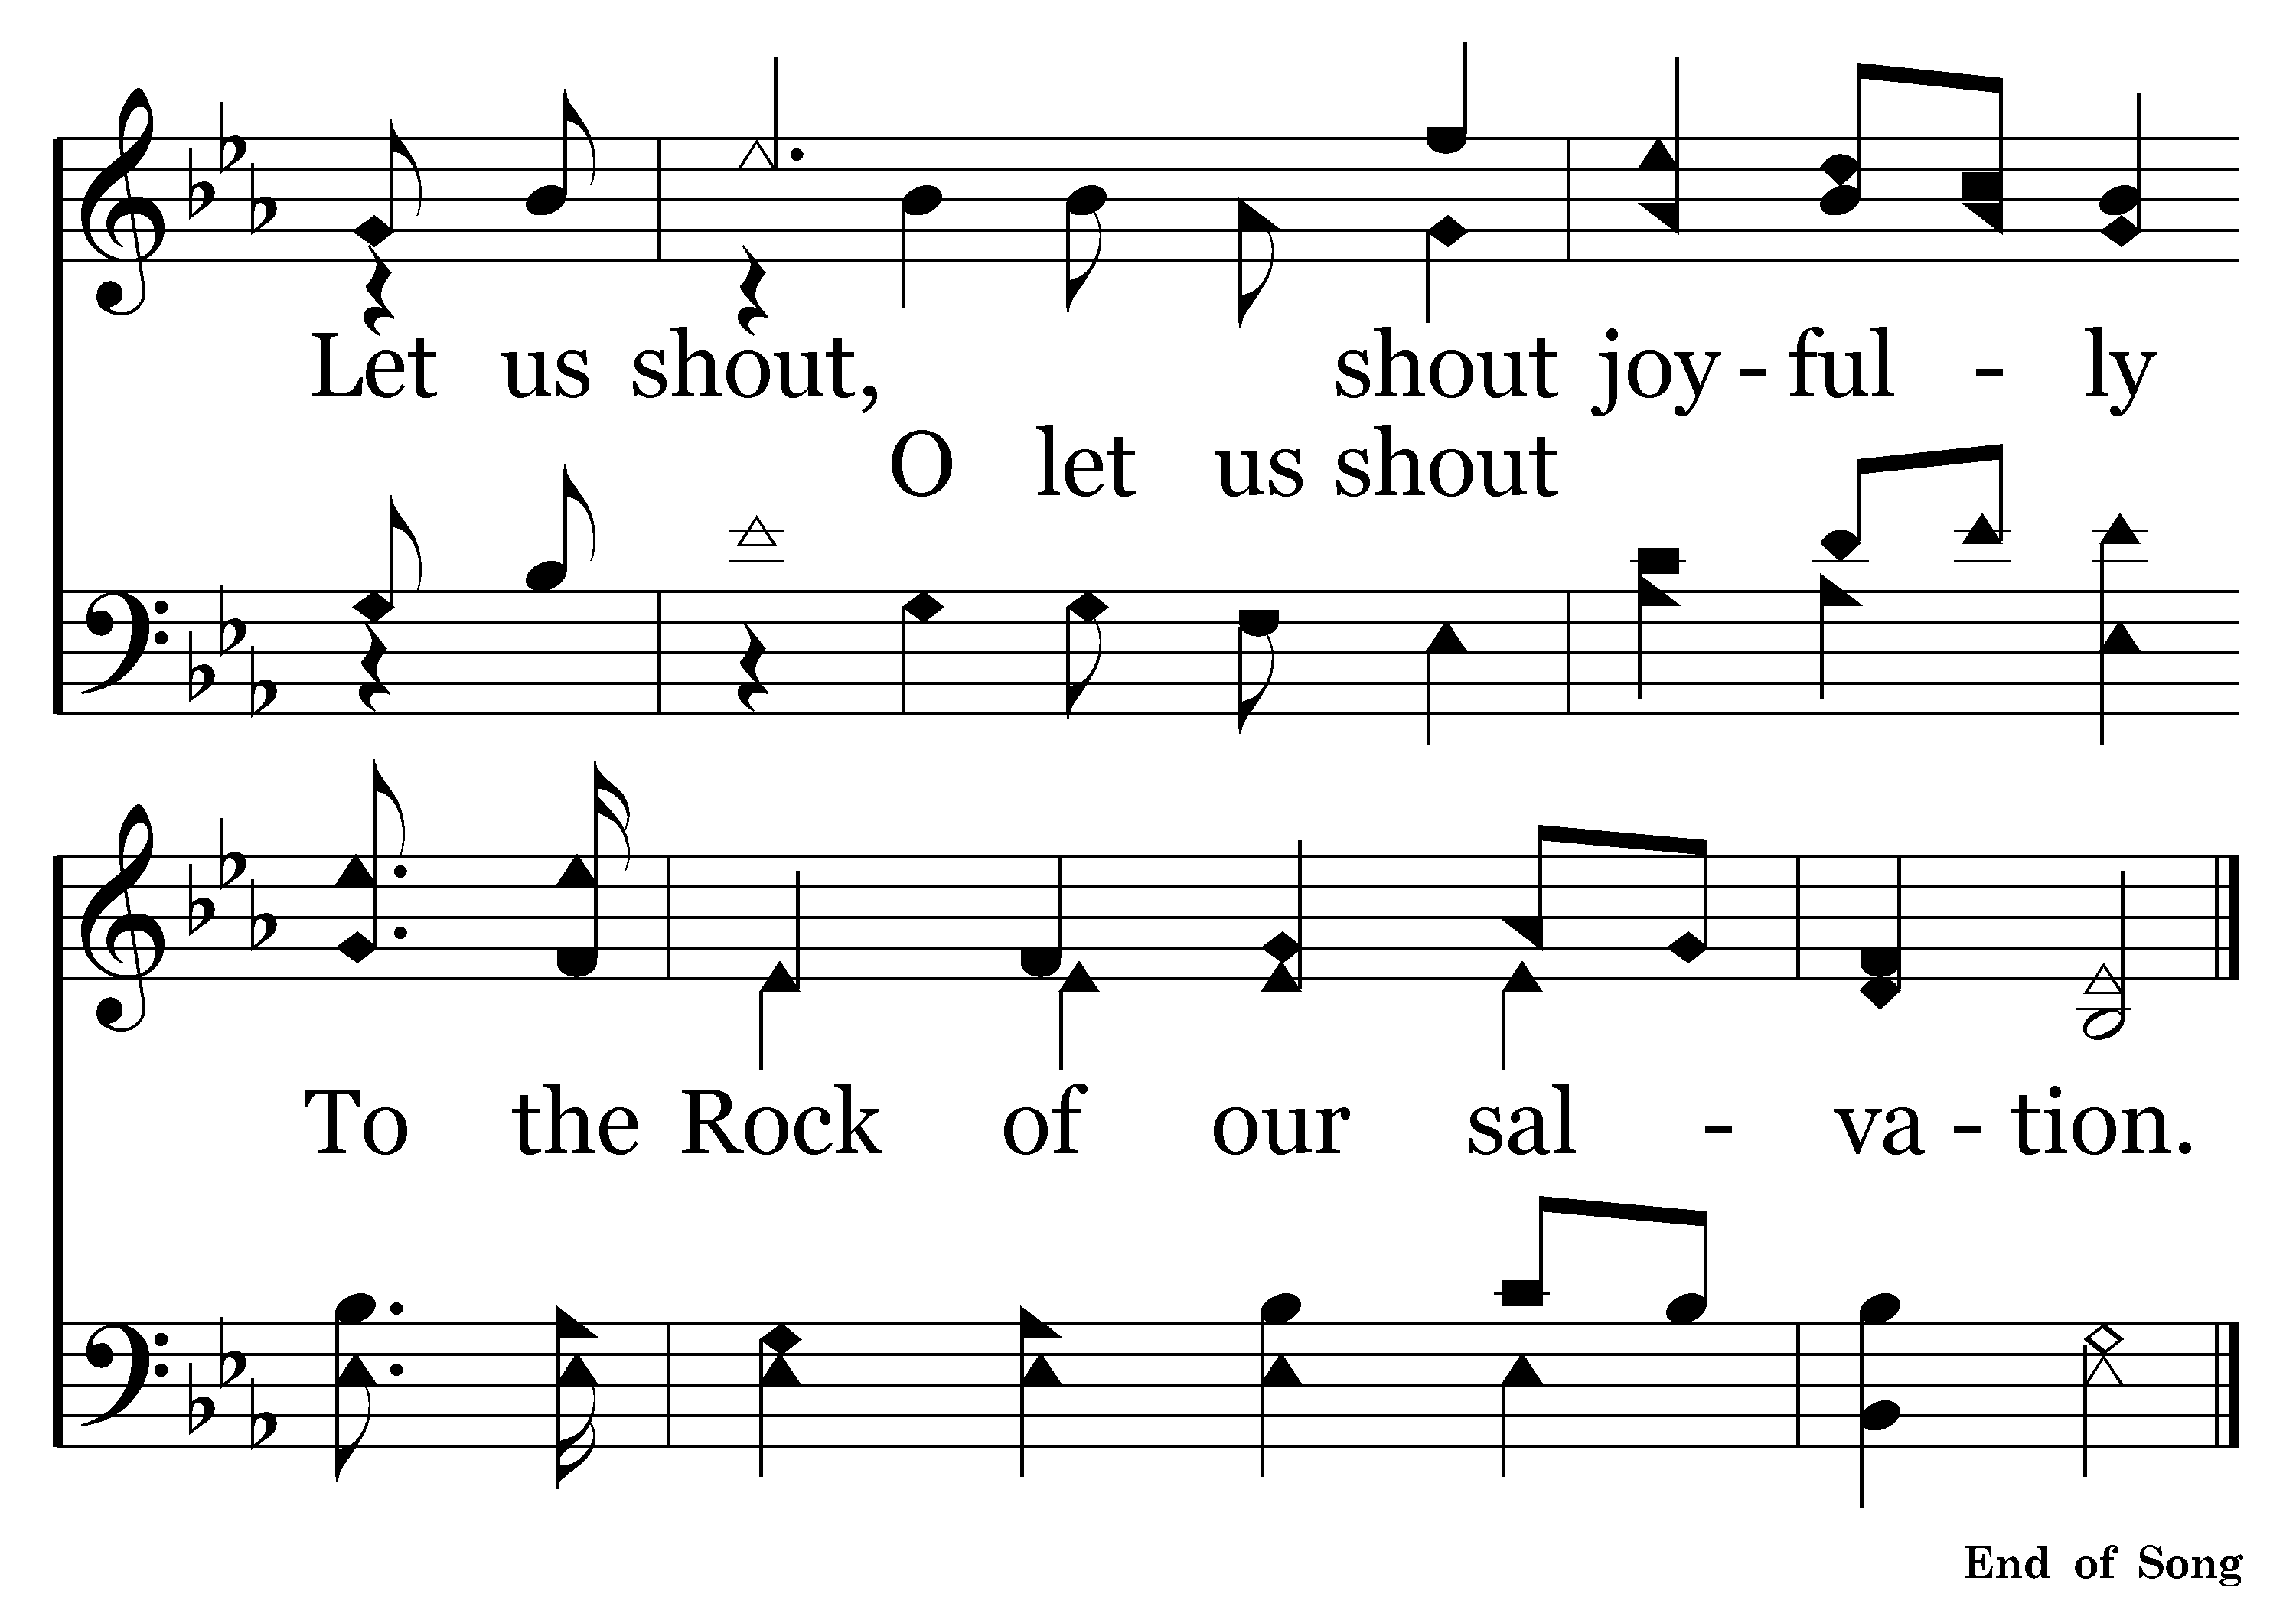 Let us shout, shout joy - ful - ly
O let us shout
To the Rock of our sal - va - tion.
End of Song